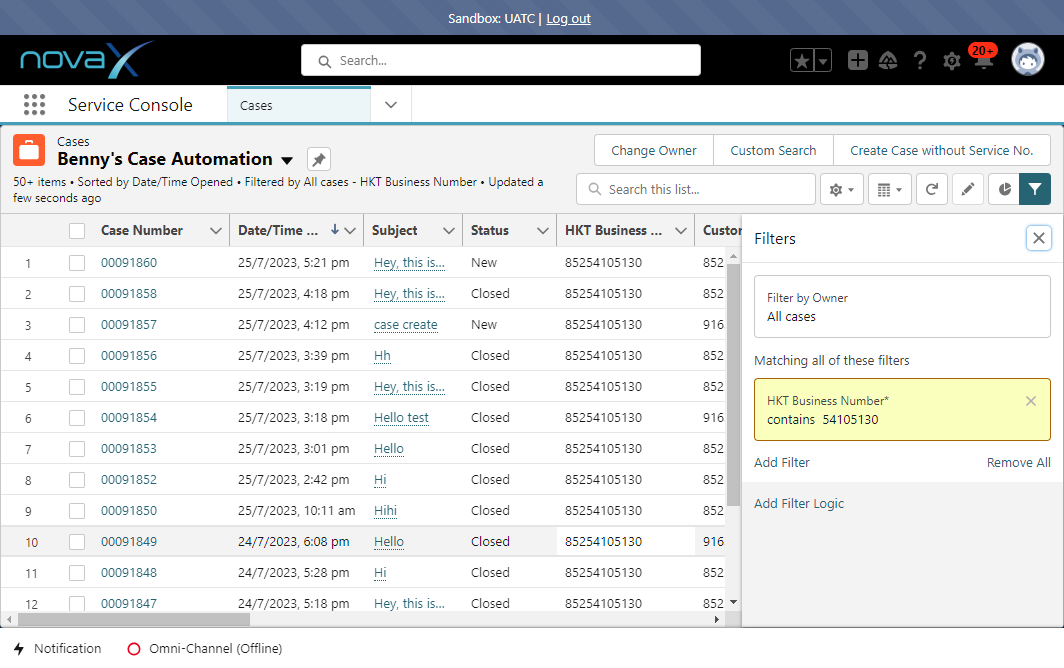 Sandbox: UATC | Log out
novaX
Search...
20+
Service Console
Cases
Cases
Benny's Case Automation
50+ items • Sorted by Date/Time Opened • Filtered by All cases - HKT Business Number • Updated a
few seconds ago
Change Owner
Custom Search
Create Case without Service No.
Search this list...
Case Number Date/Time ... Subject Status HKT Business ... Custor
1 00091860 25/7/2023, 5:21 pm Hey, this is... New 85254105130 852
2 00091858 25/7/2023, 4:18 pm Hey, this is... Closed 85254105130 852
3 00091857 25/7/2023, 4:12 pm case create New 85254105130 916
4 00091856 25/7/2023, 3:39 pm Hh Closed 85254105130 852
5 00091855 25/7/2023, 3:19 pm Hey, this is... Closed 85254105130 852
6 00091854 25/7/2023, 3:18 pm Hello test Closed 85254105130 916
7 00091853 25/7/2023, 3:01 pm Hello Closed 85254105130 852
8 00091852 25/7/2023, 2:42 pm Hi Closed 85254105130 852
9 00091850 25/7/2023, 10:11 am Hihi Closed 85254105130 852
10 00091849 24/7/2023, 6:08 pm Hello Closed 85254105130 916
11 00091848 24/7/2023, 5:28 pm Hi Closed 85254105130 852
12 00091847 24/7/2023, 5:18 pm Hey, this is... Closed 85254105130 852
Filters
Filter by Owner
All cases
Matching all of these filters
HKT Business Number*
contains 54105130
Add Filter
Remove All
Add Filter Logic
Notification
Omni-Channel (Offline)